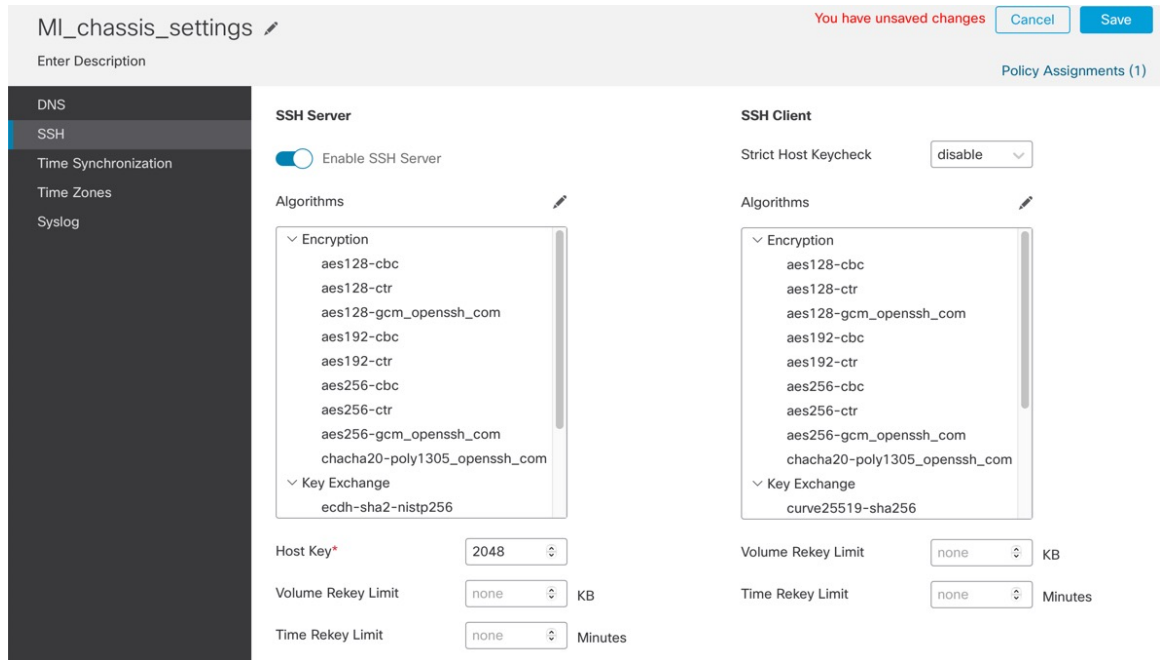 MI_chassis_settings
You have unsaved changes
Cancel
Save
Enter Description
Policy Assignments (1)
DNS
SSH
Time Synchronization
Time Zones
Syslog
SSH Server
Enable SSH Server
Algorithms
Encryption
aes128-cbc
aes128-ctr
aes128-gcm_openssh_com
aes192-cbc
aes192-ctr
aes256-cbc
aes256-ctr
aes256-gcm_openssh_com
chacha20-poly1305_openssh_com
Key Exchange
ecdh-sha2-nistp256
Host Key* 2048
Volume Rekey Limit none KB
Time Rekey Limit none Minutes
SSH Client
Strict Host Keycheck disable
Algorithms
Encryption
aes128-cbc
aes128-ctr
aes128-gcm_openssh_com
aes192-cbc
aes192-ctr
aes256-cbc
aes256-ctr
aes256-gcm_openssh_com
chacha20-poly1305_openssh_com
Key Exchange
curve25519-sha256
Volume Rekey Limit none KB
Time Rekey Limit none Minutes